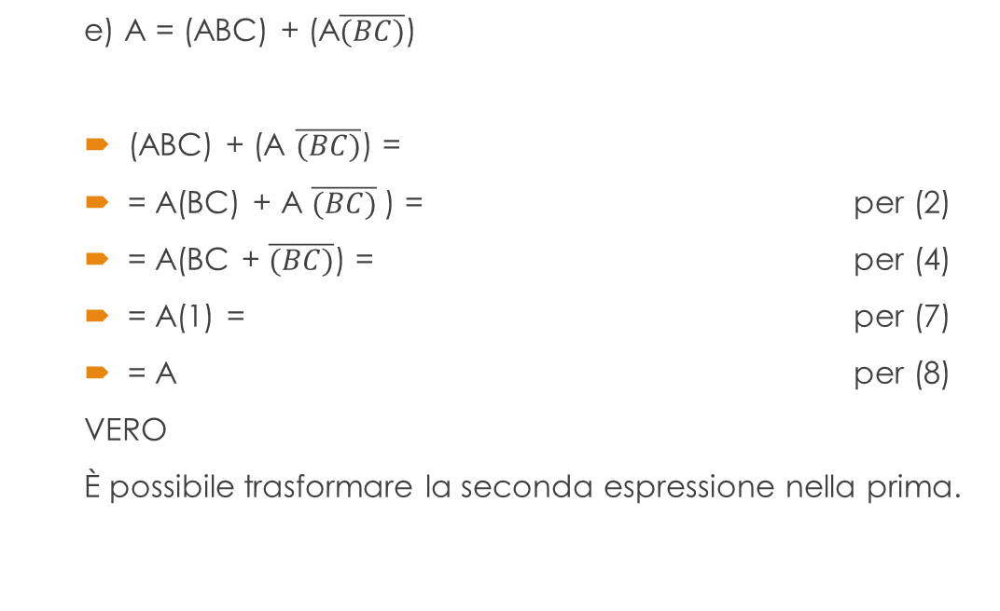 e) A = (ABC) + (A\overline{(BC)})
(ABC) + (A \overline{(BC)}) =
= A(BC) + A \overline{(BC)} ) = per (2)
= A(BC + \overline{(BC)}) = per (4)
= A(1) = per (7)
= A per (8)
VERO
È possibile trasformare la seconda espressione nella prima.